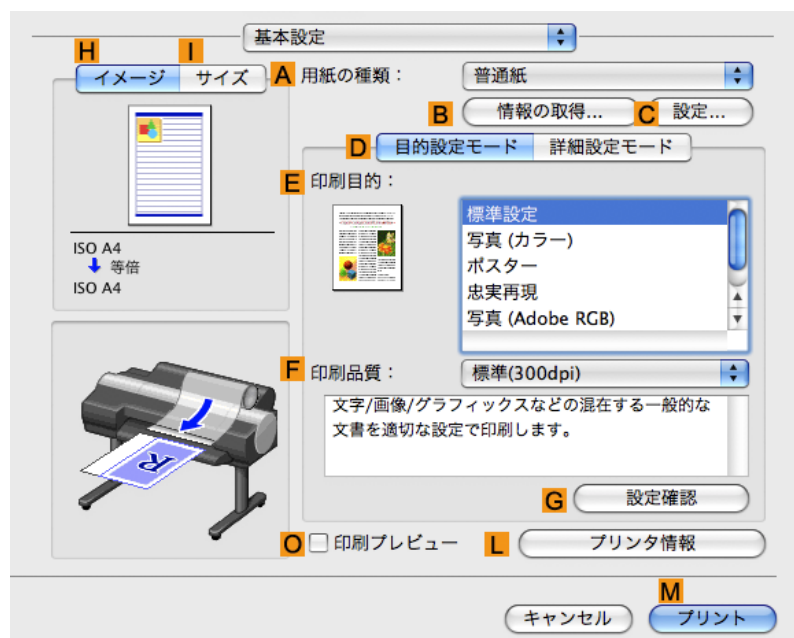 基本設定
H I
イメージ サイズ
A 用紙の種類： 普通紙
B 情報の取得... C 設定...
D 目的設定モード 詳細設定モード
E 印刷目的：
標準設定
写真 (カラー)
ポスター
忠実再現
写真 (Adobe RGB)
ISO A4
等倍
ISO A4
F 印刷品質： 標準(300dpi)
文字/画像/グラフィックスなどの混在する一般的な
文書を適切な設定で印刷します。
R
G 設定確認
O 印刷プレビュー L プリンタ情報
M
キャンセル プリント